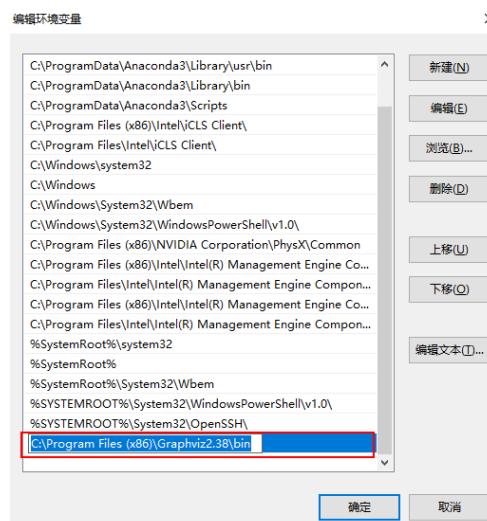 编辑环境变量
C:\ProgramData\Anaconda3\Library\usr\bin
C:\ProgramData\Anaconda3\Library\bin
C:\ProgramData\Anaconda3\Scripts
C:\Program Files (x86)\Intel\iCLS Client\
C:\Program Files\Intel\iCLS Client\
C:\Windows\system32
C:\Windows
C:\Windows\System32\Wbem
C:\Windows\System32\WindowsPowerShell\v1.0\
C:\Program Files (x86)\NVIDIA Corporation\PhysX\Common
C:\Program Files (x86)\Intel\Intel(R) Management Engine Co...
C:\Program Files\Intel\Intel(R) Management Engine Compon...
C:\Program Files (x86)\Intel\Intel(R) Management Engine Co...
C:\Program Files\Intel\Intel(R) Management Engine Compon...
%SystemRoot%\system32
%SystemRoot%
%SystemRoot%\System32\Wbem
%SYSTEMROOT%\System32\WindowsPowerShell\v1.0\
%SYSTEMROOT%\System32\OpenSSH\
C:\Program Files (x86)\Graphviz2.38\bin
新建(N)
编辑(E)
浏览(B)...
删除(D)
上移(U)
下移(O)
编辑文本(T)...
确定
取消